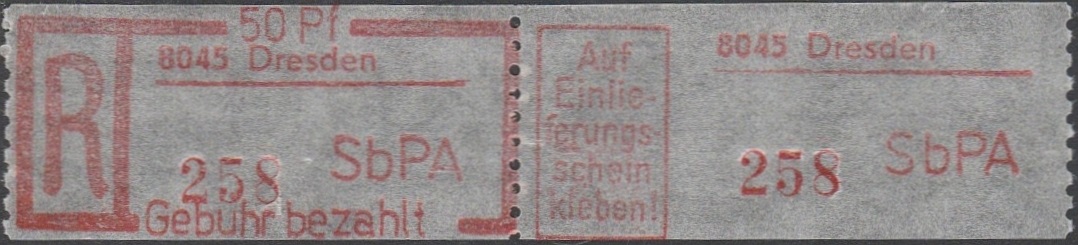 50 Pf
R
8045 Dresden
258
SbPA
Gebühr bezahlt
Auf
Einlie-
ferungs-
schein
kleben!
8045 Dresden
258
SbPA